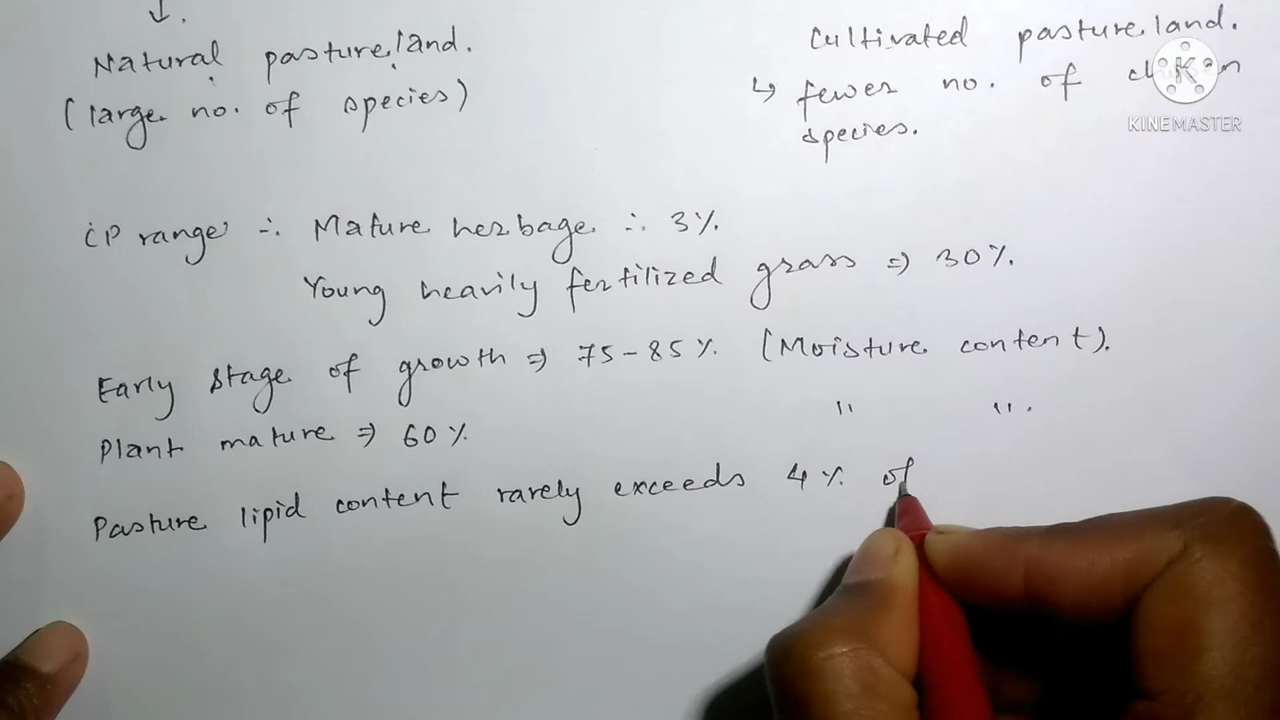 ↓.
Natural pasture land.
(large no. of species)
Cultivated pasture land.
↳ fewer no. of
species.
KINEMASTER
CP range ∴ Mature herbage ∴ 3%
Young heavily fertilized grass ⇒ 30%.
Early stage of growth ⇒ 75-85% (Moisture content).
Plant mature ⇒ 60% " ".
Pasture lipid content rarely exceeds 4% of